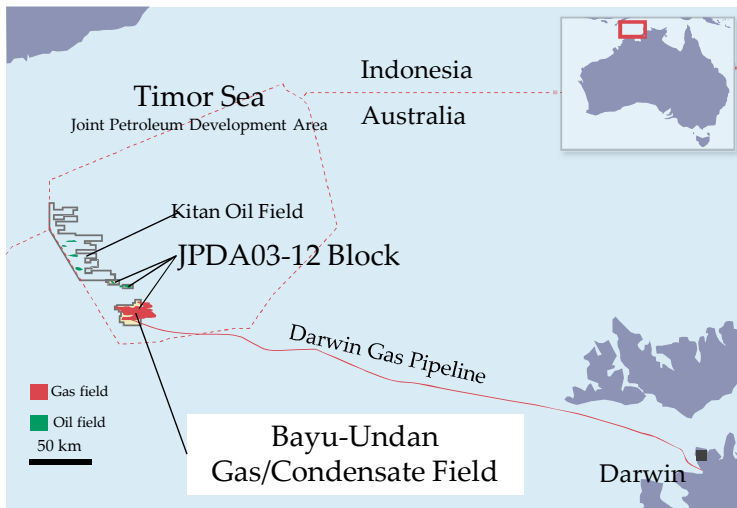 Indonesia
Timor Sea
Joint Petroleum Development Area
Australia
Kitan Oil Field
JPDA03-12 Block
Darwin Gas Pipeline
Gas field
Oil field
50 km
Bayu-Undan
Gas/Condensate Field
Darwin